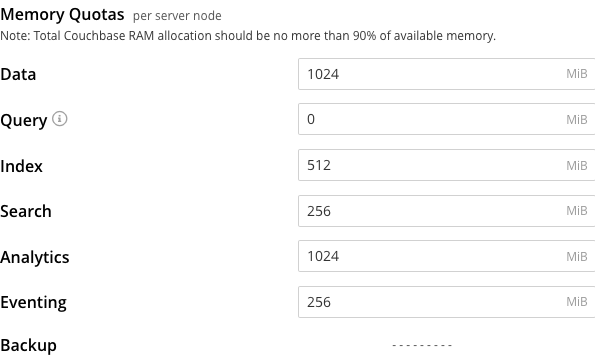 Memory Quotas per server node
Note: Total Couchbase RAM allocation should be no more than 90% of available memory.
Data 1024 MiB
Query 0 MiB
Index 512 MiB
Search 256 MiB
Analytics 1024 MiB
Eventing 256 MiB
Backup ---------